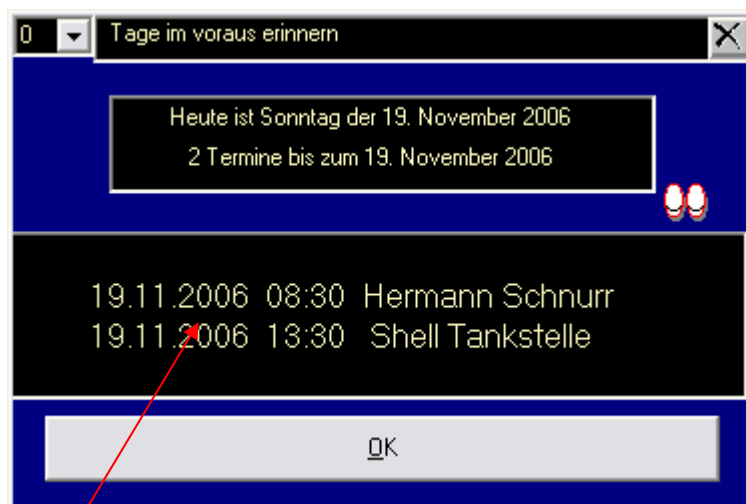 0 Tage im voraus erinnern
Heute ist Sonntag der 19. November 2006
2 Termine bis zum 19. November 2006
19.11.2006 08:30 Hermann Schnurr
19.11.2006 13:30 Shell Tankstelle
OK